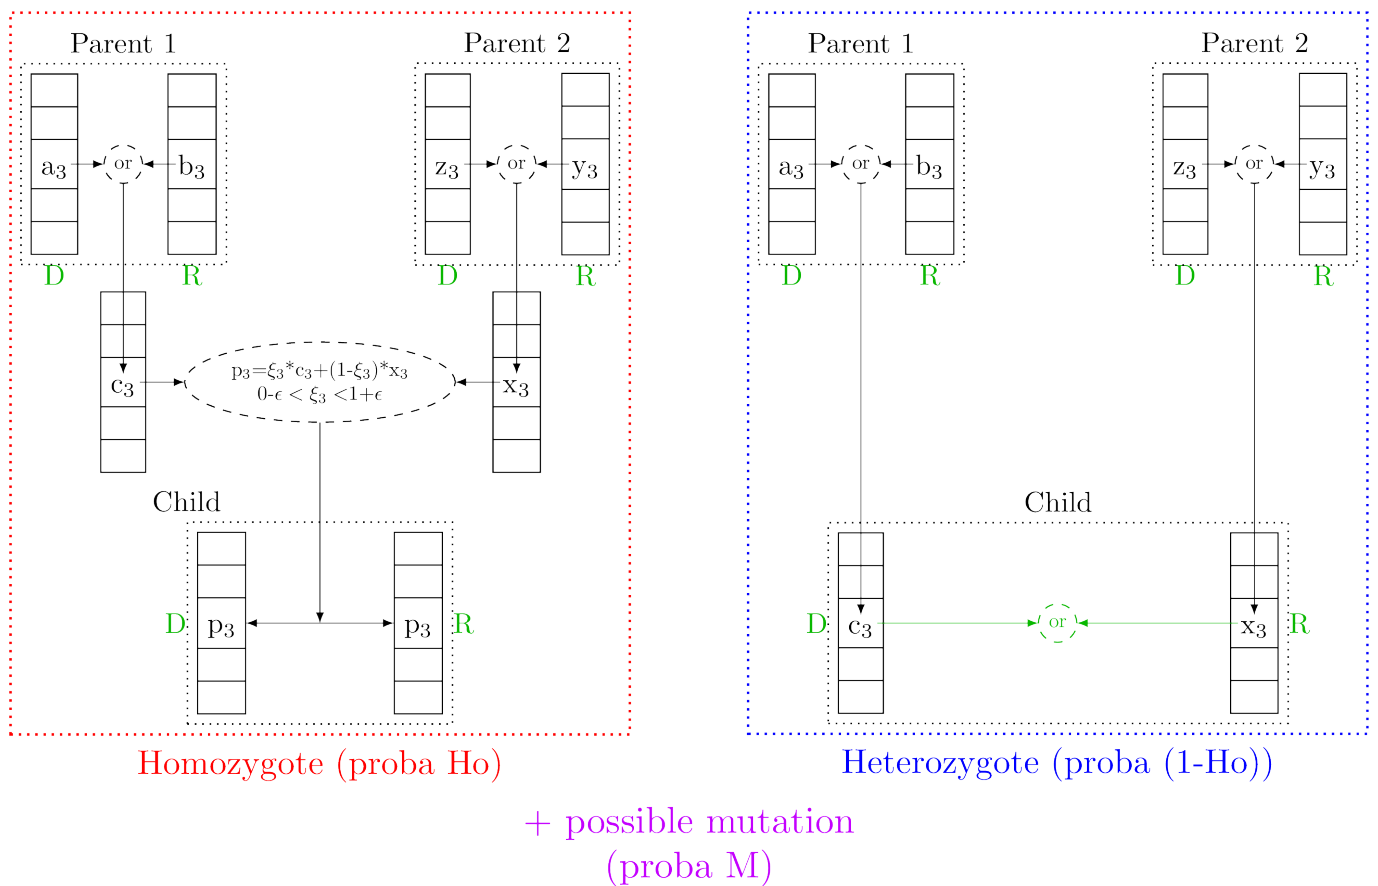 Parent 1
Parent 2
a₃ or b₃
z₃ or y₃
D R
D R
c₃
p₃=ξ₃*c₃+(1-ξ₃)*x₃
0-ϵ < ξ₃ <1+ϵ
x₃
Child
D p₃ p₃ R
Homozygote (proba Ho)
Parent 1
Parent 2
a₃ or b₃
z₃ or y₃
D R
D R
Child
D c₃ or x₃ R
Heterozygote (proba (1-Ho))
+ possible mutation
(proba M)